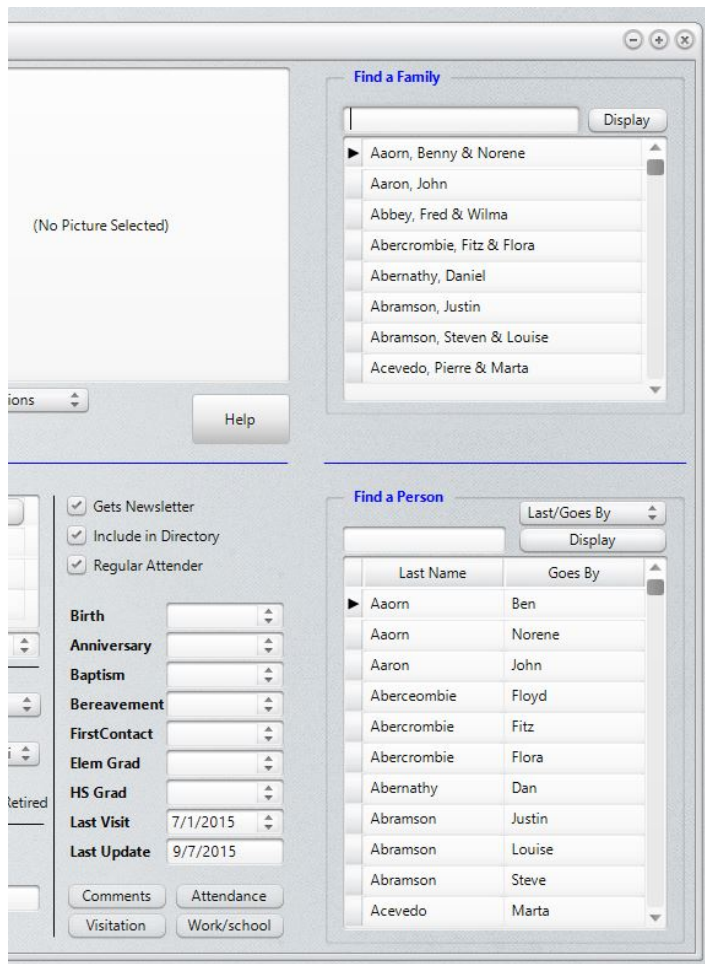 Find a Family
Display
Aaorn, Benny & Norene
Aaron, John
Abbey, Fred & Wilma
(No Picture Selected)
Abercrombie, Fitz & Flora
Abernathy, Daniel
Abramson, Justin
Abramson, Steven & Louise
Acevedo, Pierre & Marta
ions
Help
Gets Newsletter
Include in Directory
Regular Attender
Birth
Anniversary
Baptism
Bereavement
FirstContact
i
Elem Grad
HS Grad
Retired
Last Visit 7/1/2015
Last Update 9/7/2015
Comments Attendance
Visitation Work/school
Find a Person
Last/Goes By
Display
Last Name Goes By
Aaorn Ben
Aaorn Norene
Aaron John
Aberceombie Floyd
Abercrombie Fitz
Abercrombie Flora
Abernathy Dan
Abramson Justin
Abramson Louise
Abramson Steve
Acevedo Marta